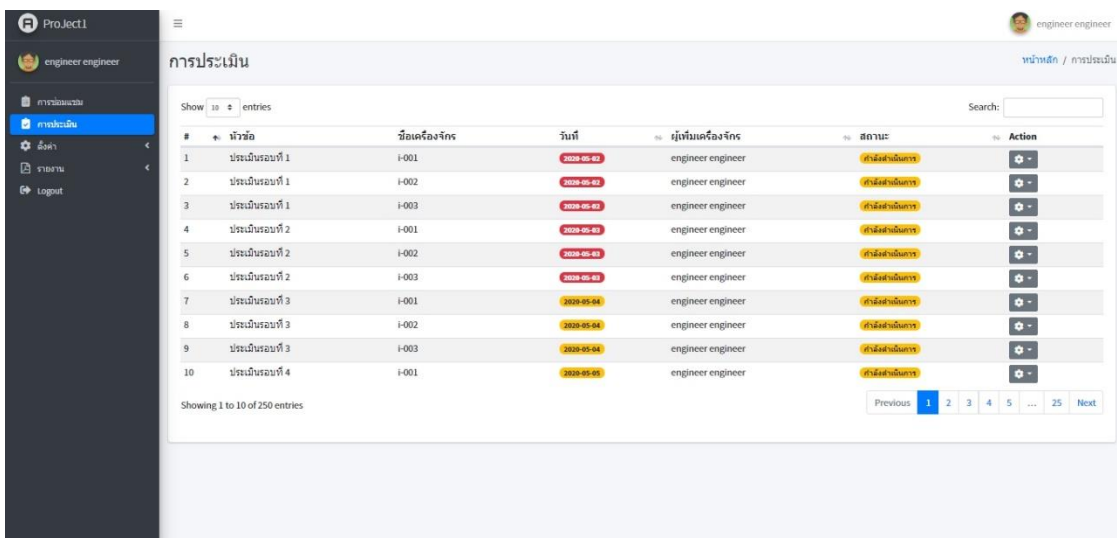 ProJect1
engineer engineer
engineer engineer
การประเมิน
หน้าหลัก / การประเมิน
การซ่อมแซม
การประเมิน
ตั้งค่า
รายงาน
Logout
Show 10 entries
Search:
# หัวข้อ ชื่อเครื่องจักร วันที่ ผู้เพิ่มเครื่องจักร สถานะ Action
1 ประเมินรอบที่ 1 i-001 2020-05-02 engineer engineer กำลังดำเนินการ
2 ประเมินรอบที่ 1 i-002 2020-05-02 engineer engineer กำลังดำเนินการ
3 ประเมินรอบที่ 1 i-003 2020-05-02 engineer engineer กำลังดำเนินการ
4 ประเมินรอบที่ 2 i-001 2020-05-03 engineer engineer กำลังดำเนินการ
5 ประเมินรอบที่ 2 i-002 2020-05-03 engineer engineer กำลังดำเนินการ
6 ประเมินรอบที่ 2 i-003 2020-05-03 engineer engineer กำลังดำเนินการ
7 ประเมินรอบที่ 3 i-001 2020-05-04 engineer engineer กำลังดำเนินการ
8 ประเมินรอบที่ 3 i-002 2020-05-04 engineer engineer กำลังดำเนินการ
9 ประเมินรอบที่ 3 i-003 2020-05-04 engineer engineer กำลังดำเนินการ
10 ประเมินรอบที่ 4 i-001 2020-05-05 engineer engineer กำลังดำเนินการ
Showing 1 to 10 of 250 entries
Previous 1 2 3 4 5 ... 25 Next